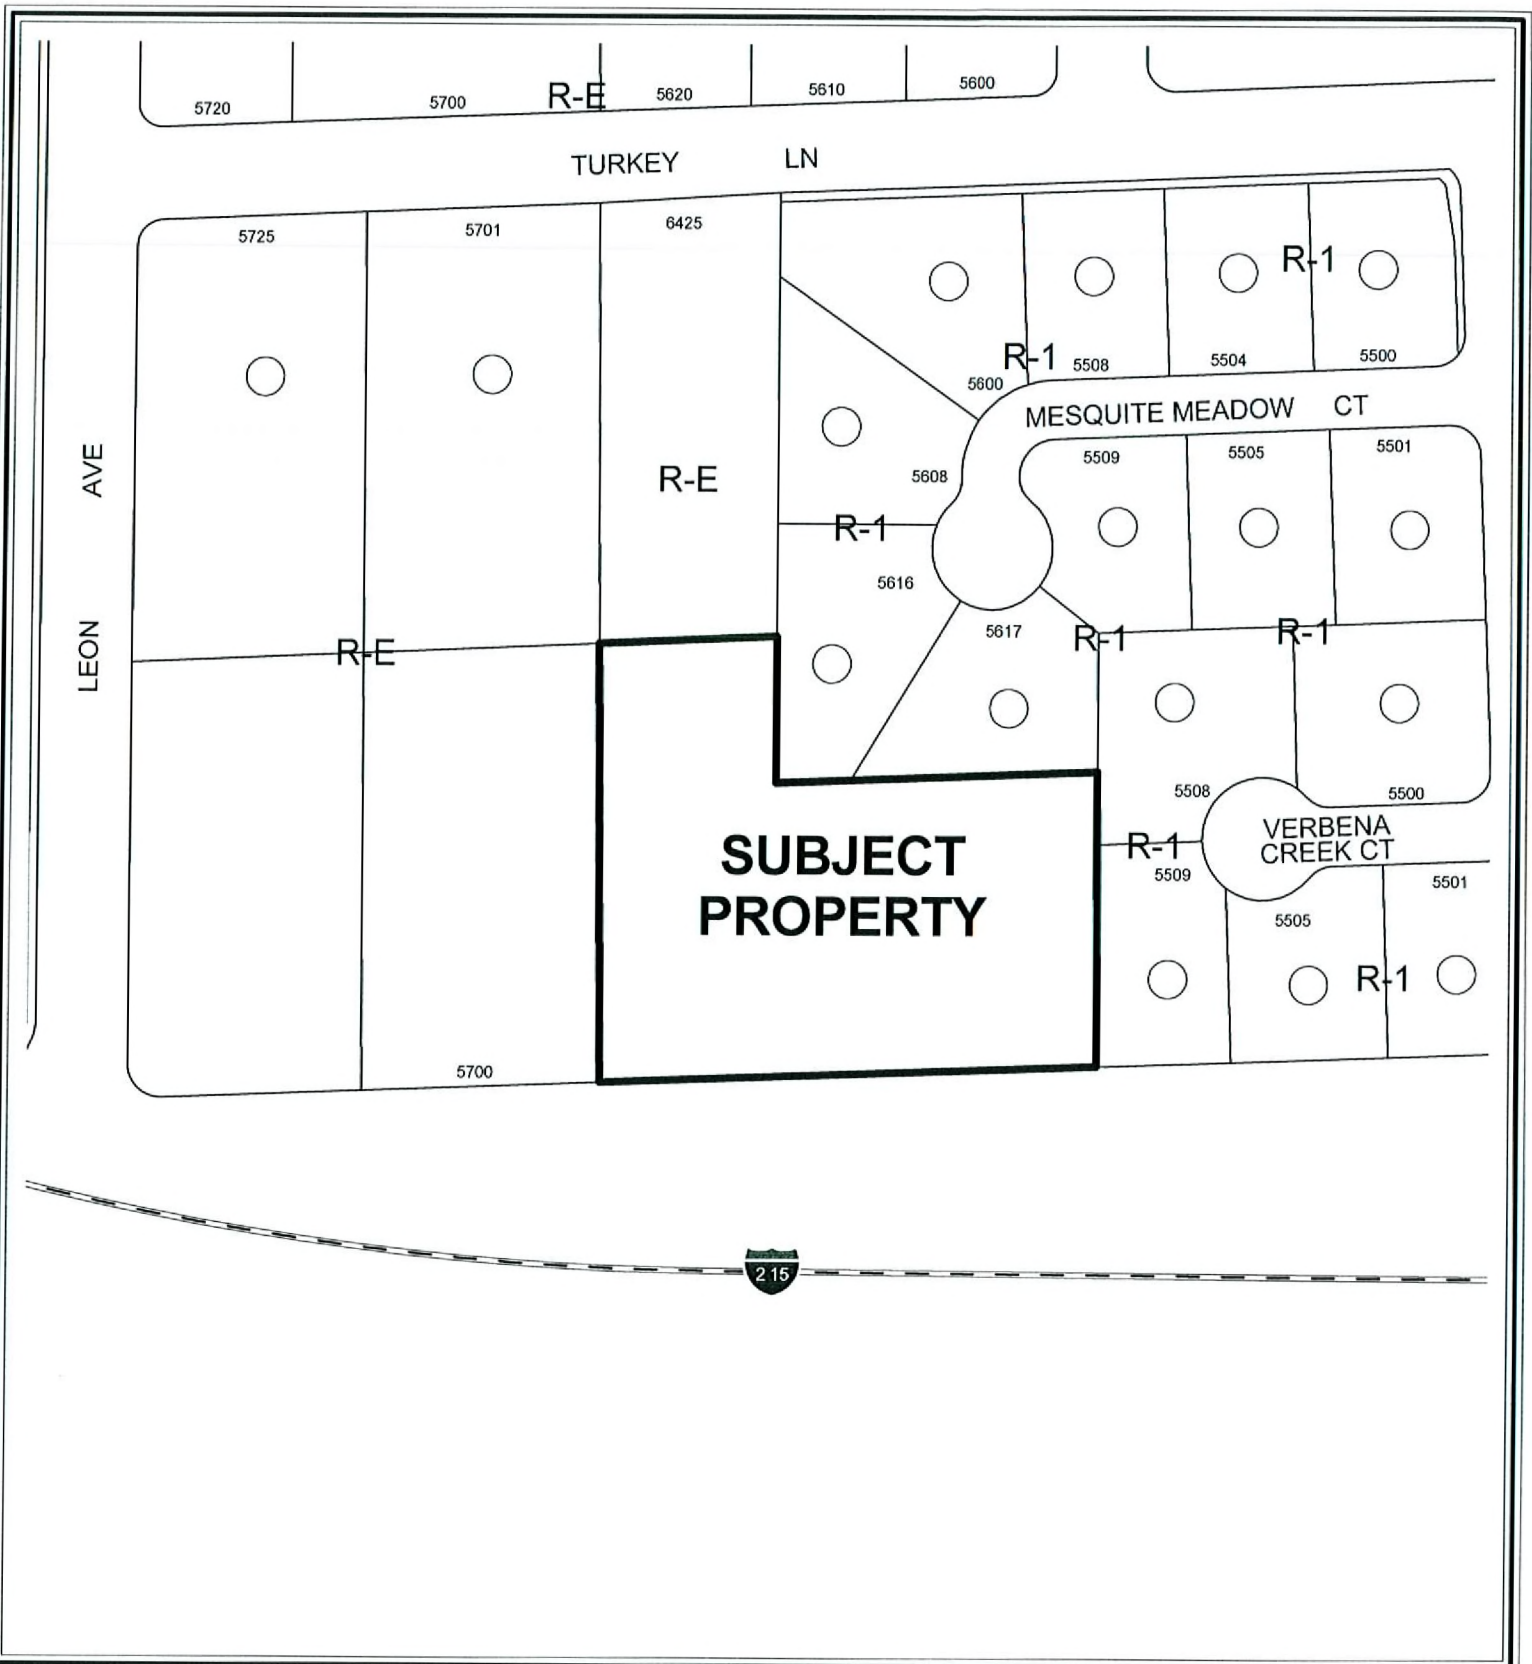 5720
5700
R-E
5620
5610
5600
TURKEY LN
5725
5701
6425
R-1
R-1
5508
5504
5500
5600
MESQUITE MEADOW CT
LEON AVE
R-E
5608
5509
5505
5501
R-1
5616
5617
R-1
R-1
R-E
5508
5500
SUBJECT
PROPERTY
VERBENA
CREEK CT
R-1
5509
5501
5505
R-1
5700
215